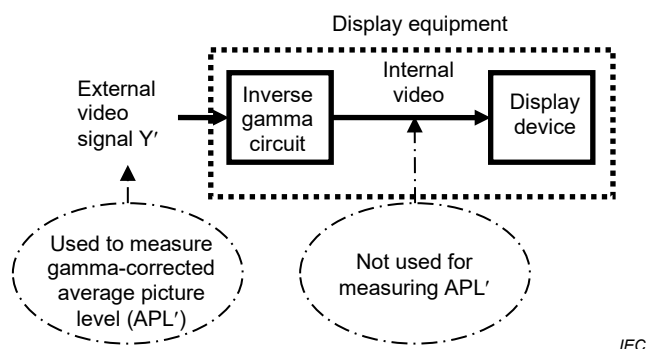 Display equipment
External
video
signal Y′
Inverse
gamma
circuit
Internal
video
Display
device
Used to measure
gamma-corrected
average picture
level (APL′)
Not used for
measuring APL′
IEC